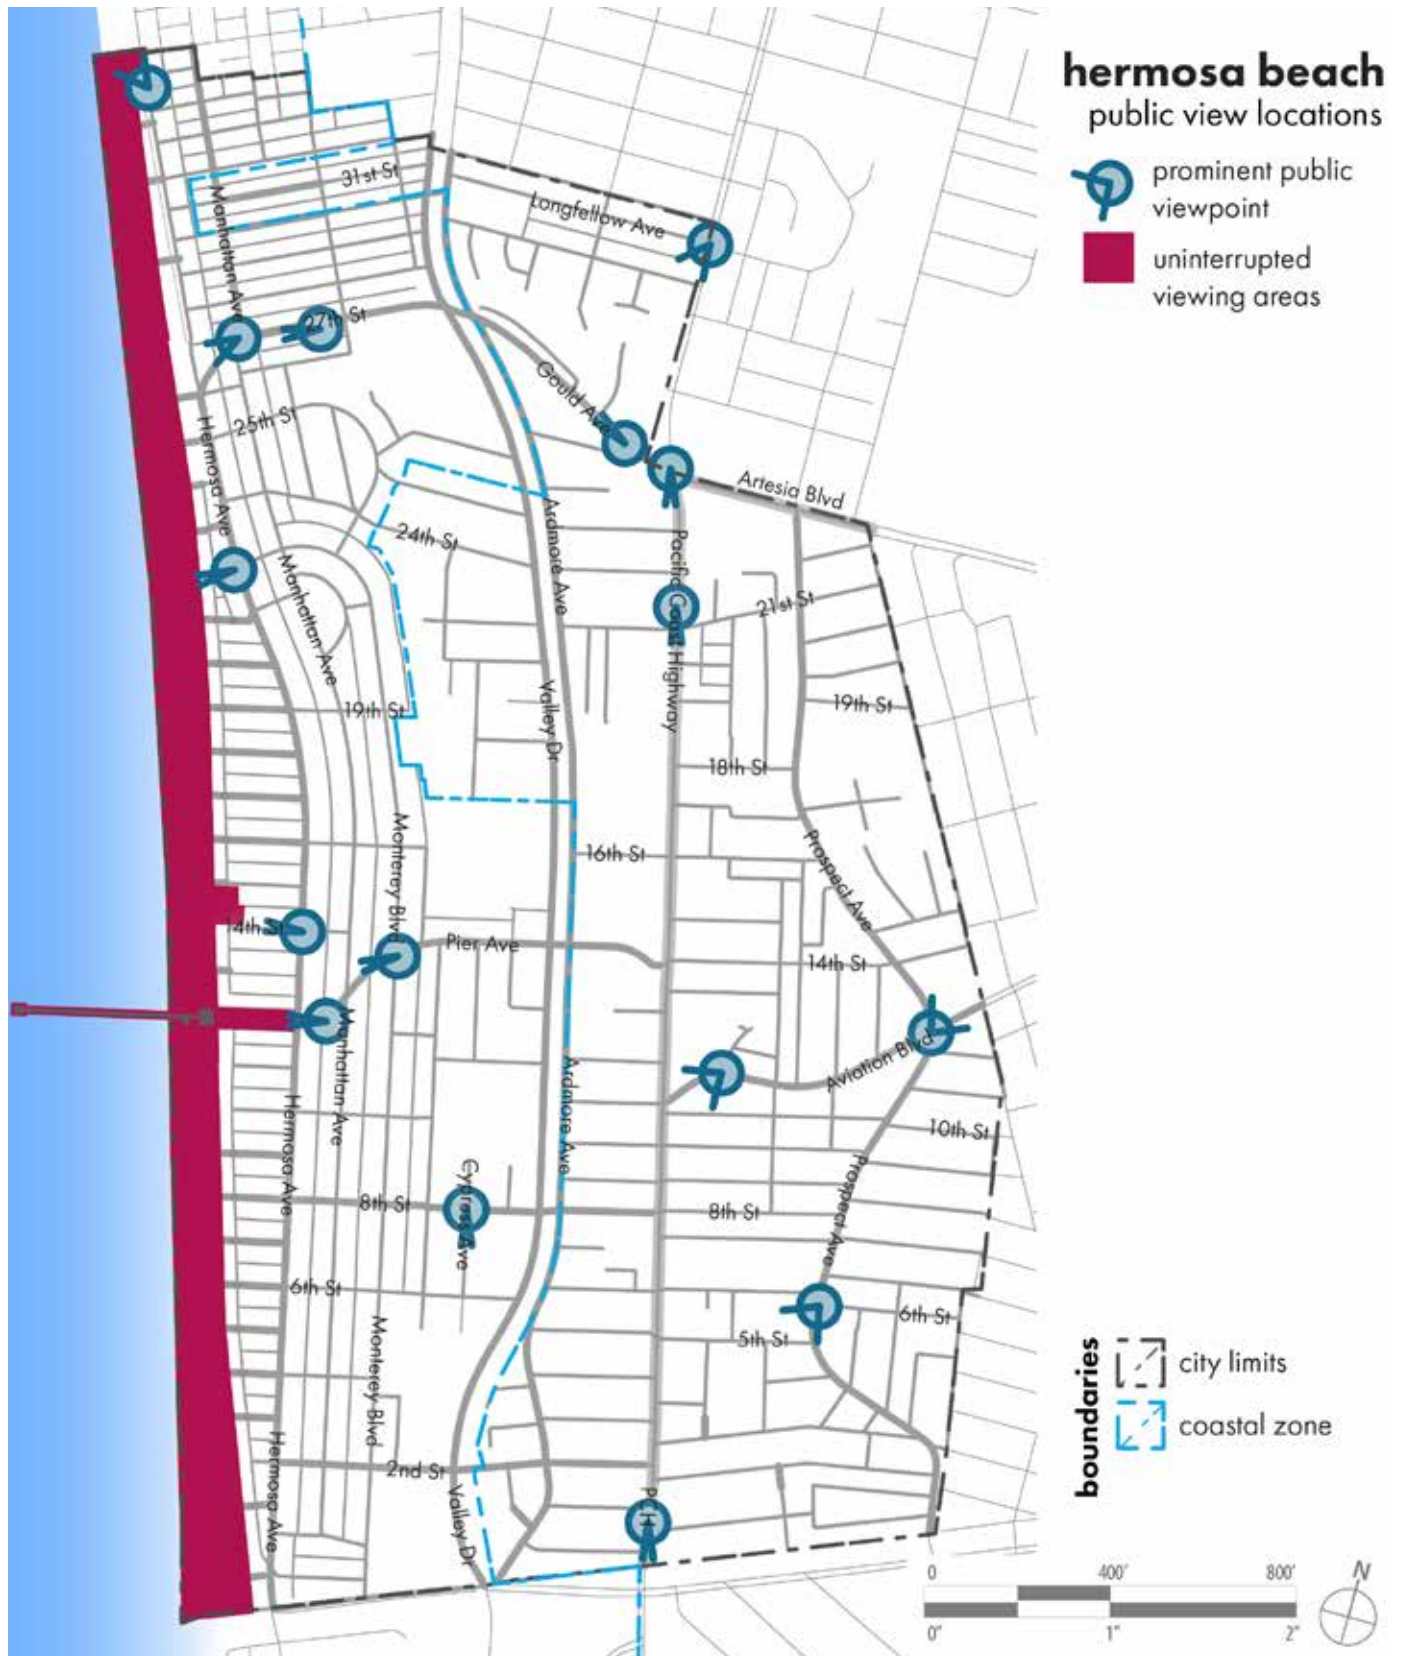 hermosa beach
public view locations
prominent public
viewpoint
uninterrupted
viewing areas
31st St
Longfellow Ave
Manhattan Ave
27th St
Gould Ave
25th St
Hermosa Ave
Artesia Blvd
24th St
Ardmore Ave
Pacific Coast Highway
Manhattan Ave
21st St
19th St
Valley Dr
19th St
18th St
Monterey Blvd
16th St
Prospect Ave
14th St
Pier Ave
14th St
Manhattan Ave
Aviation Blvd
Ardmore Ave
Hermosa Ave
10th St
Cypress Ave
Prospect Ave
8th St
8th St
6th St
6th St
5th St
Monterey Blvd
Hermosa Ave
2nd St
Valley Dr
PCH
boundaries
city limits
coastal zone
0 400' 800'
0" 1" 2"
N